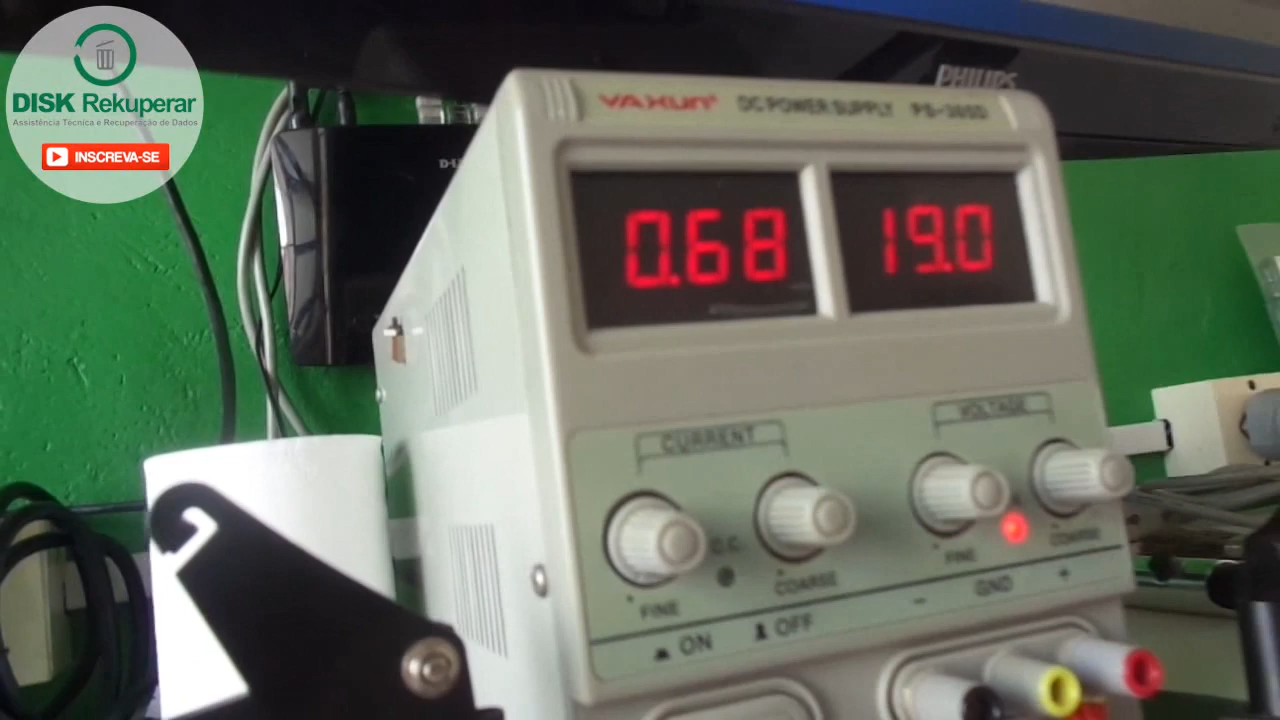 DISK Rekuperar
Assistência Técnica e Recuperação de Dados
INSCREVA-SE
PHILIPS
YAXUN DC POWER SUPPLY PS-305D
0.68 19.0
CURRENT VOLTAGE
C.C.
FINE COARSE FINE COARSE
ON OFF - GND +